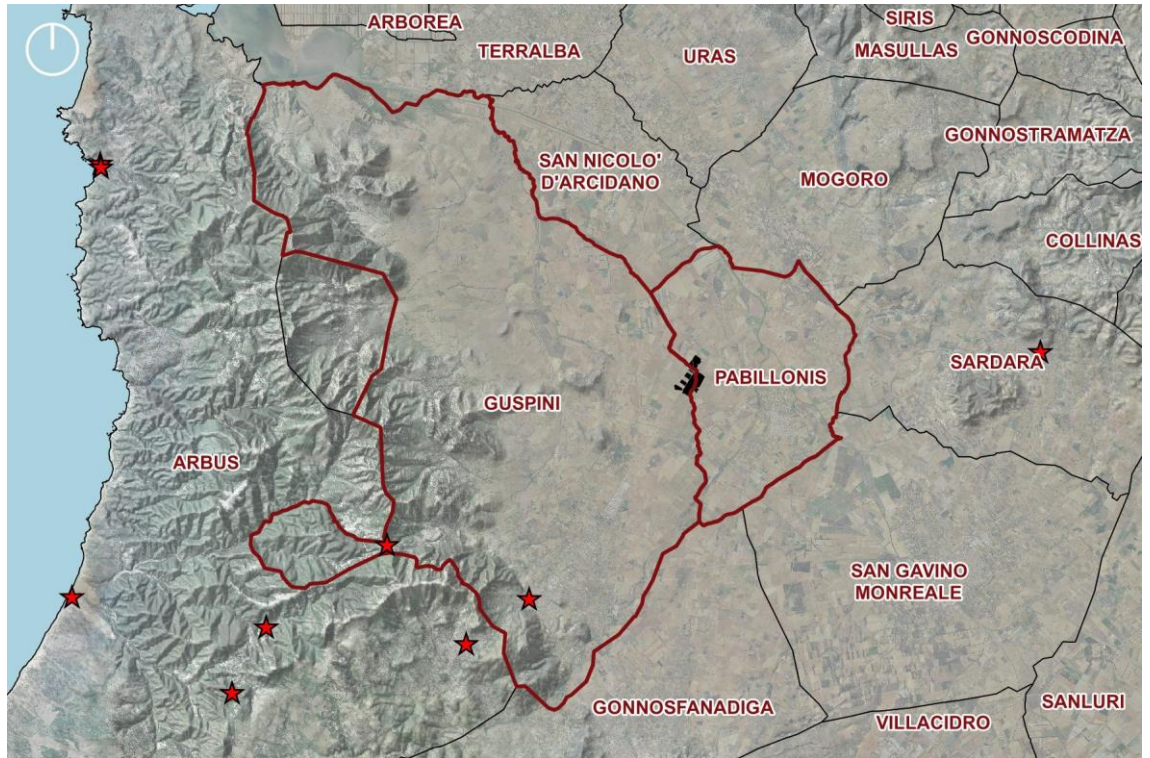 ARBOREA
SIRIS
TERRALBA
URAS
MASULLAS
GONNOSCODINA
GONNOSTRAMATZA
SAN NICOLO'
D'ARCIDANO
MOGORO
COLLINAS
SARDARA
PABILLONIS
GUSPINI
ARBUS
SAN GAVINO
MONREALE
GONNOSFANADIGA
VILLACIDRO
SANLURI